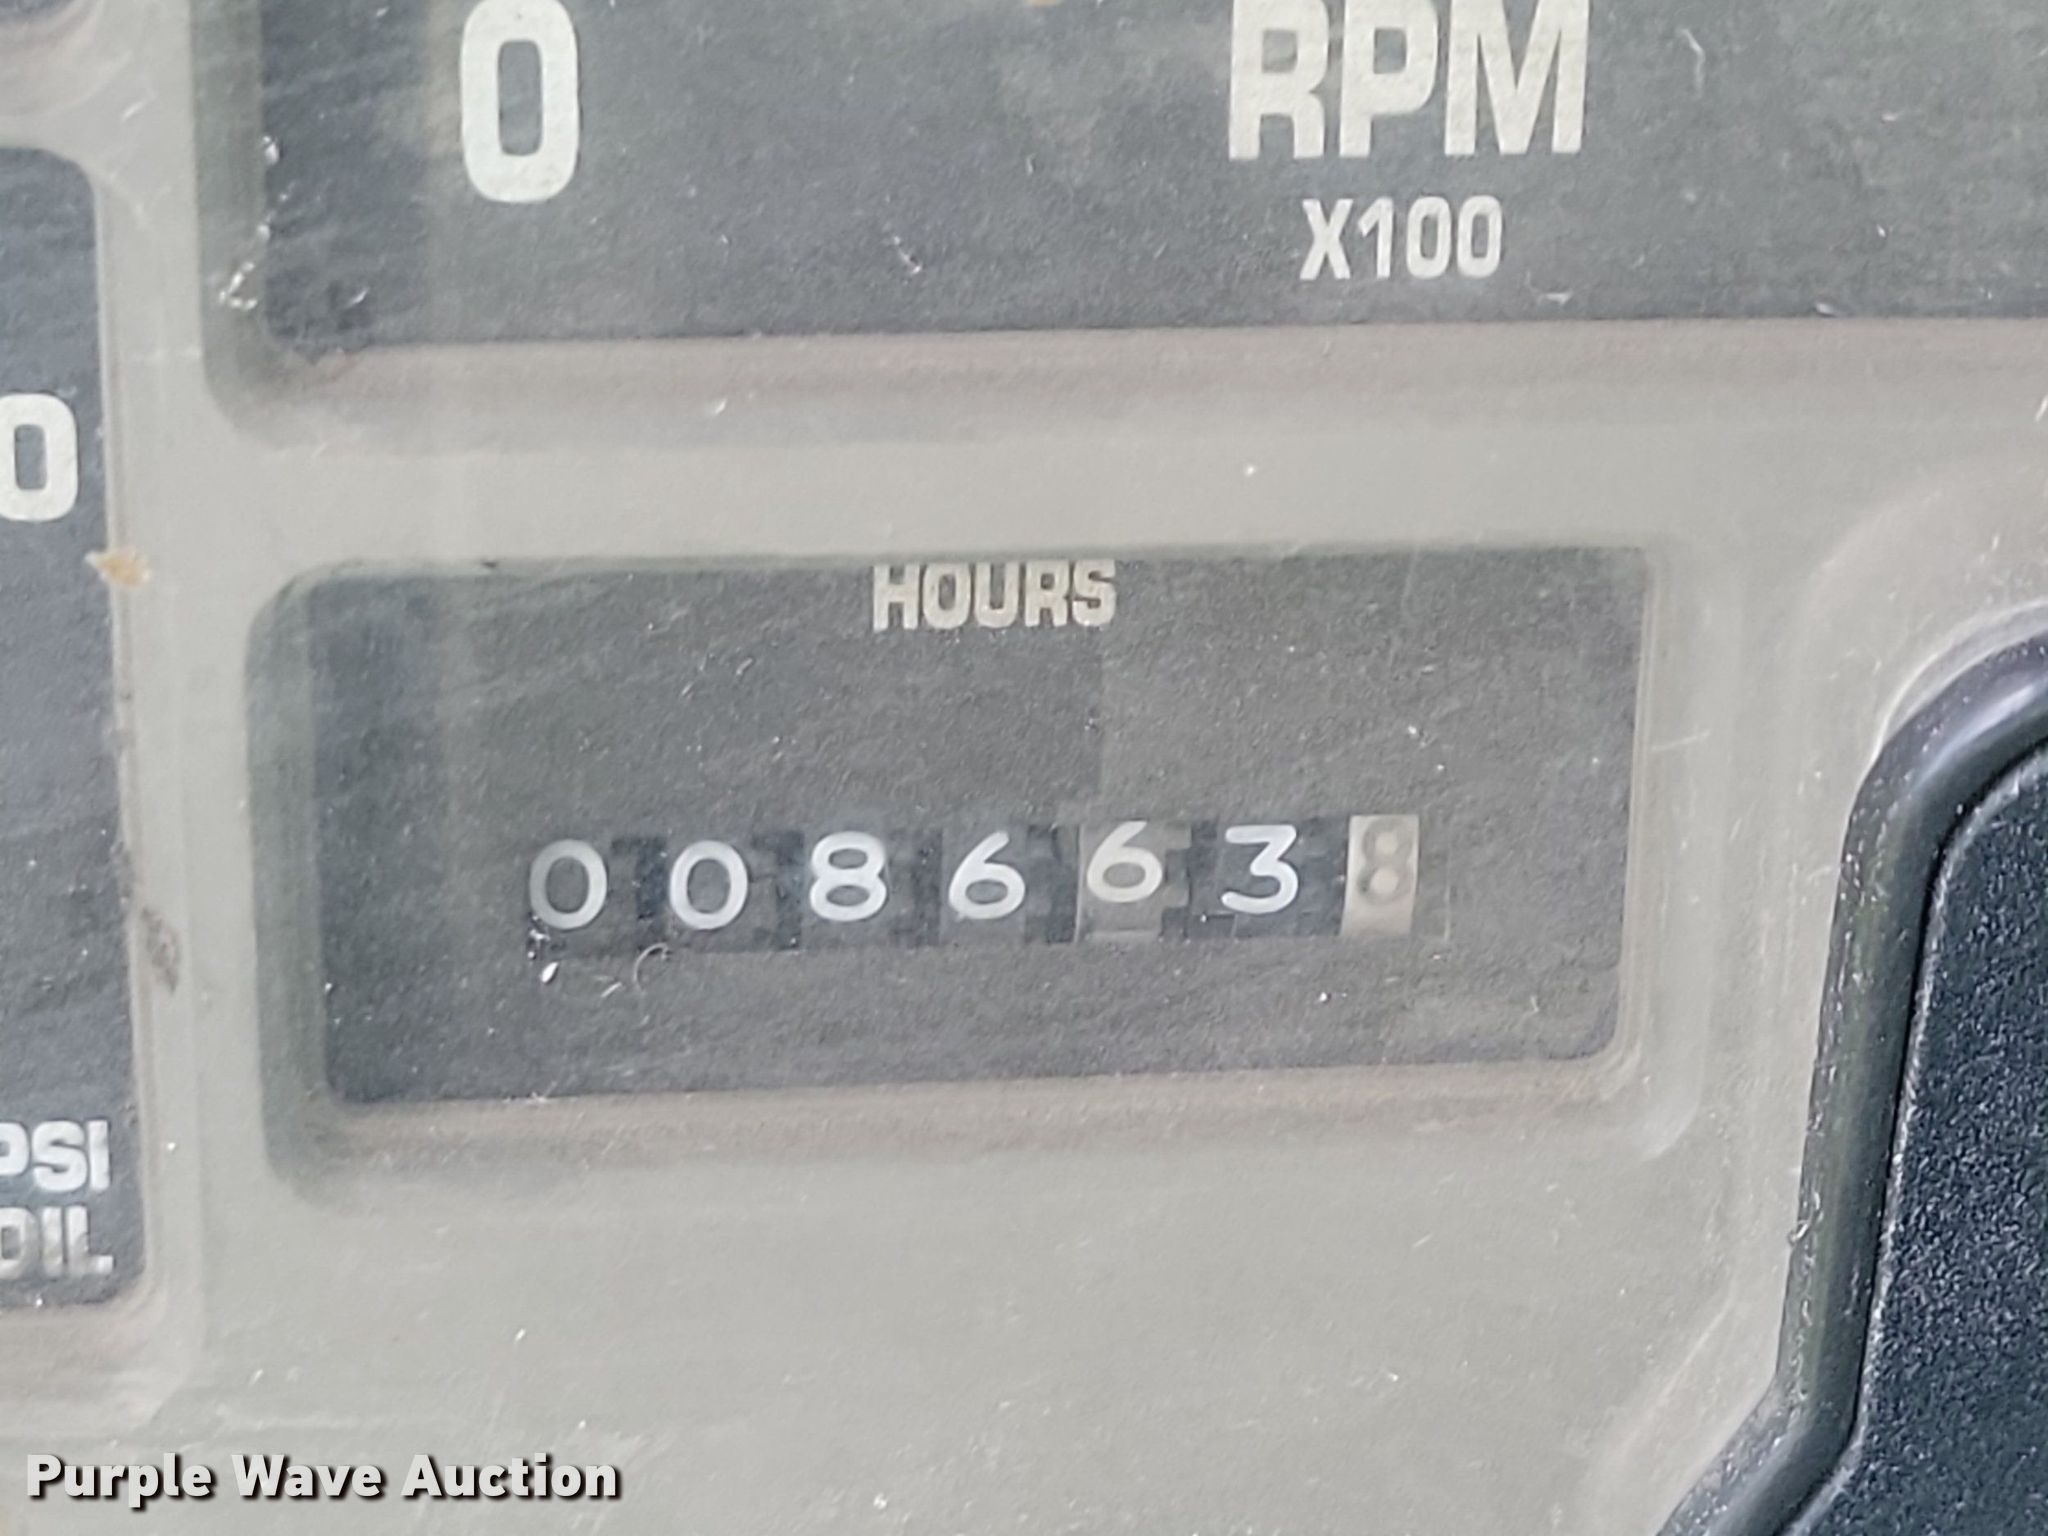 0
RPM
X100
0
HOURS
0086638
PSI
OIL
Purple Wave Auction